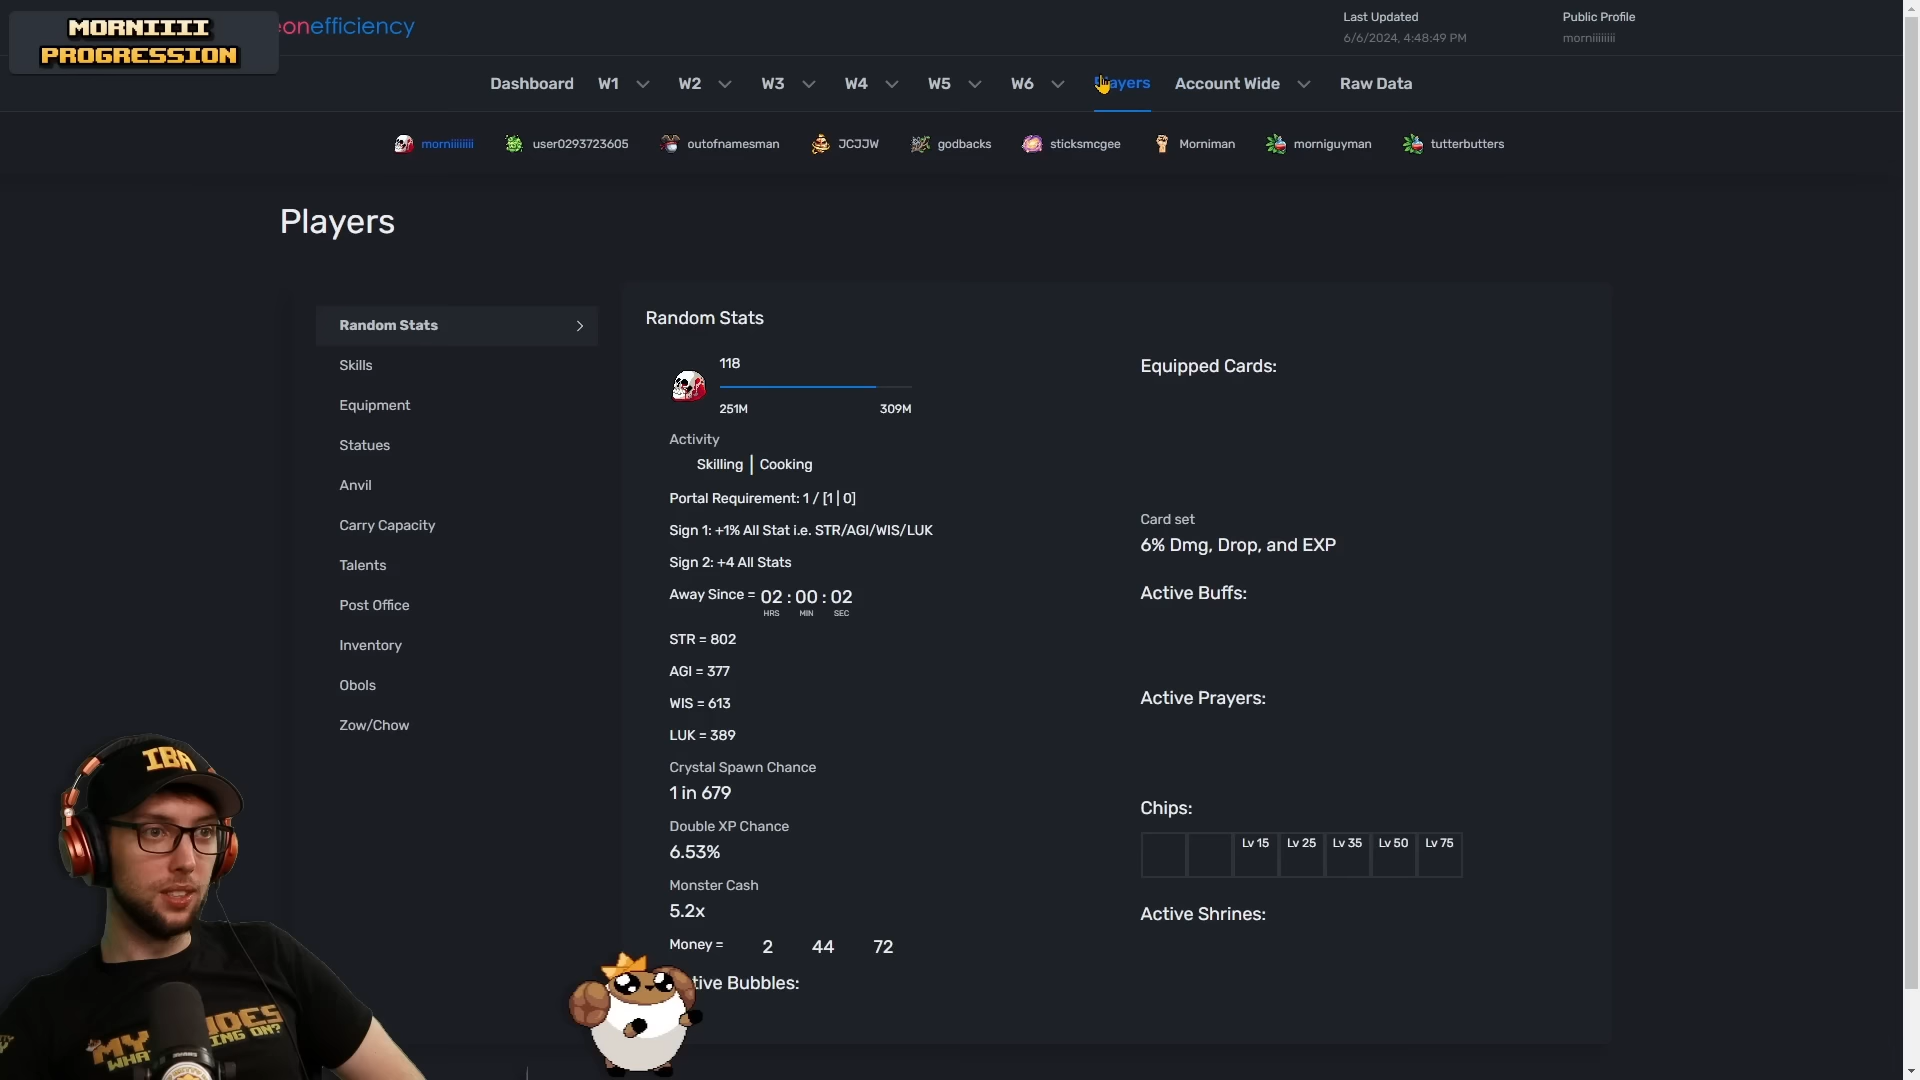 MORNIIII
PROGRESSION
onefficiency
Last Updated
6/6/2024, 4:48:49 PM
Public Profile
morniiiiiiii
Dashboard W1 W2 W3 W4 W5 W6 Players Account Wide Raw Data
morniiiiiiii user0293723605 outofnamesman JCJJW godbacks sticksmcgee Morniman morniguyman tutterbutters
Players
Random Stats
Skills
Equipment
Statues
Anvil
Carry Capacity
Talents
Post Office
Inventory
Obols
Zow/Chow
Random Stats
118
251M 309M
Activity
Skilling | Cooking
Portal Requirement: 1 / [1 | 0]
Sign 1: +1% All Stat i.e. STR/AGI/WIS/LUK
Sign 2: +4 All Stats
Away Since = 02 : 00 : 02
HRS MIN SEC
STR = 802
AGI = 377
WIS = 613
LUK = 389
Crystal Spawn Chance
1 in 679
Double XP Chance
6.53%
Monster Cash
5.2x
Money = 2 44 72
tive Bubbles:
Equipped Cards:
Card set
6% Dmg, Drop, and EXP
Active Buffs:
Active Prayers:
Chips:
Lv 15 Lv 25 Lv 35 Lv 50 Lv 75
Active Shrines:
IBA
MY